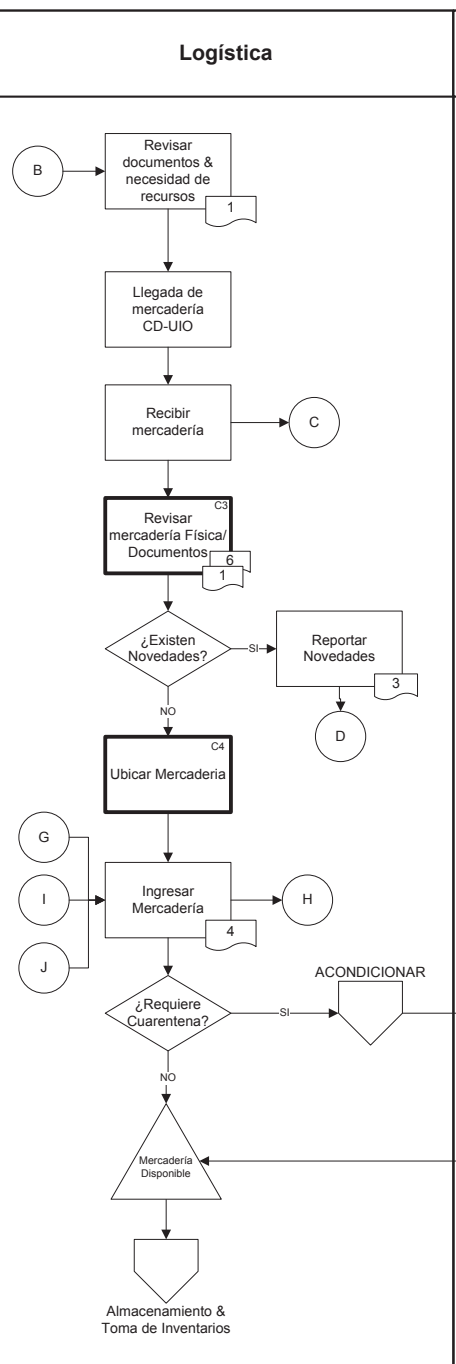 Logística
Revisar
documentos &
necesidad de
recursos
B
1
Llegada de
mercadería
CD-UIO
Recibir
mercadería
C
C3
Revisar
mercadería Física/
Documentos
6
1
¿Existen
Novedades?
SI
Reportar
Novedades
3
NO
D
C4
Ubicar Mercaderia
G
I
J
Ingresar
Mercadería
4
H
¿Requiere
Cuarentena?
SI
ACONDICIONAR
NO
Mercadería
Disponible
Almacenamiento &
Toma de Inventarios